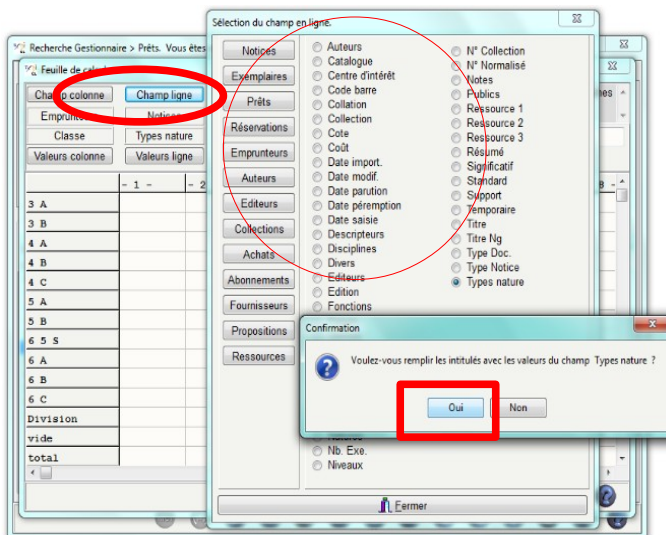 Sélection du champ en ligne.
Recherche Gestionnaire > Prêts. Vous êtes
Feuille de calcul
Champ colonne
Champ ligne
Emprunteurs
Notices
Classe
Types nature
Valeurs colonne
Valeurs ligne
- 1 -
- 2
3 A
3 B
4 A
4 B
4 C
5 A
5 B
6 5 S
6 A
6 B
6 C
Division
vide
total
Notices
Exemplaires
Prêts
Réservations
Emprunteurs
Auteurs
Editeurs
Collections
Achats
Abonnements
Fournisseurs
Propositions
Ressources
Auteurs
Catalogue
Centre d'intérêt
Code barre
Collation
Collection
Cote
Coût
Date import.
Date modif.
Date parution
Date péremption
Date saisie
Descripteurs
Disciplines
Divers
Editeurs
Edition
Fonctions
Natures
Nb. Exe.
Niveaux
N° Collection
N° Normalisé
Notes
Publics
Ressource 1
Ressource 2
Ressource 3
Résumé
Significatif
Standard
Support
Temporaire
Titre
Titre Ng
Type Doc.
Type Notice
Types nature
8 -
Confirmation
Voulez-vous remplir les intitulés avec les valeurs du champ Types nature ?
Oui
Non
Fermer